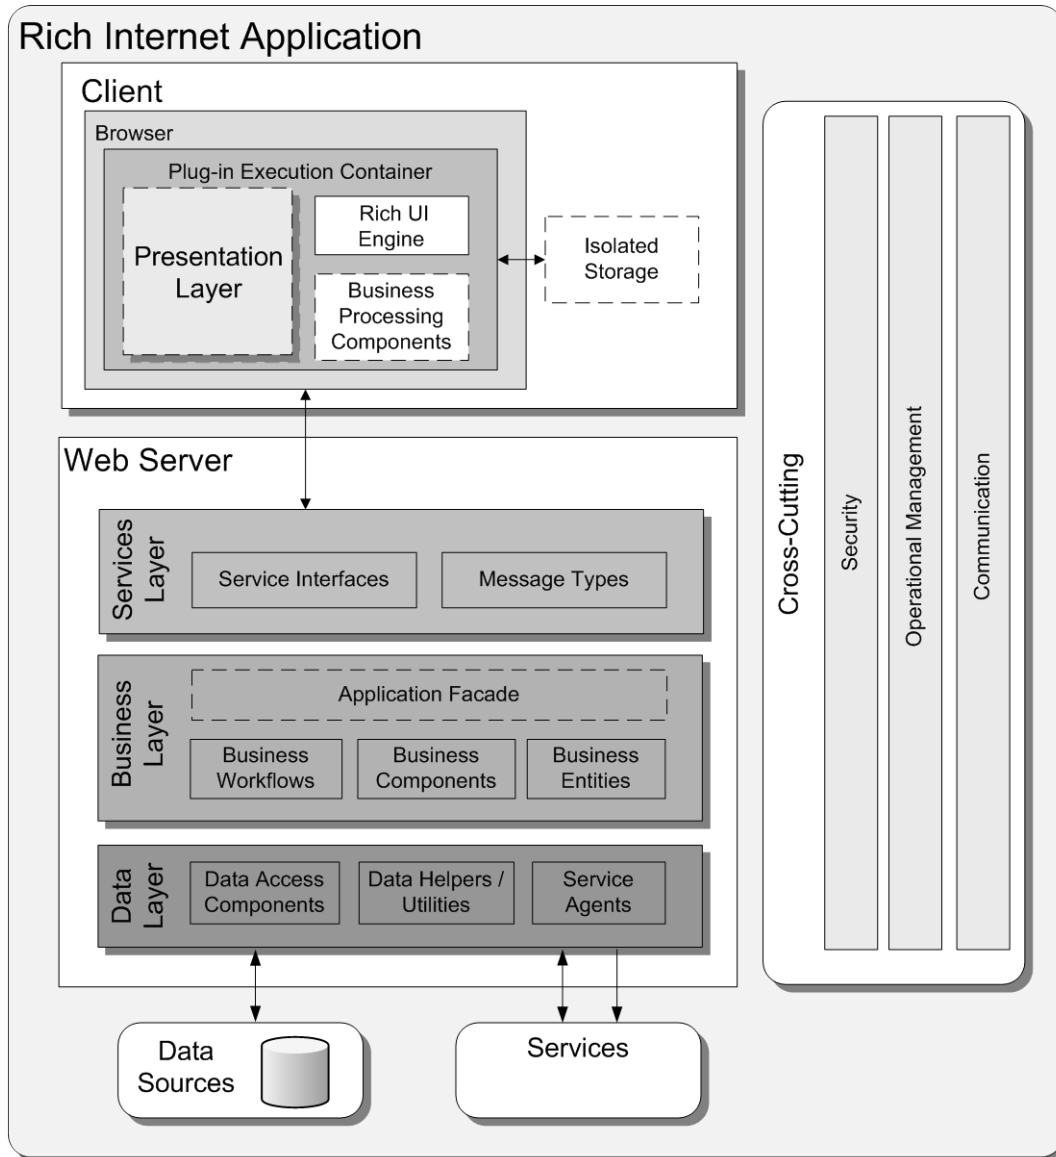 Rich Internet Application
Client
Browser
Plug-in Execution Container
Presentation
Layer
Rich UI
Engine
Business
Processing
Components
Isolated
Storage
Web Server
Services
Layer
Service Interfaces
Message Types
Business
Layer
Application Facade
Business
Workflows
Business
Components
Business
Entities
Data
Layer
Data Access
Components
Data Helpers /
Utilities
Service
Agents
Data
Sources
Services
Cross-Cutting
Security
Operational Management
Communication